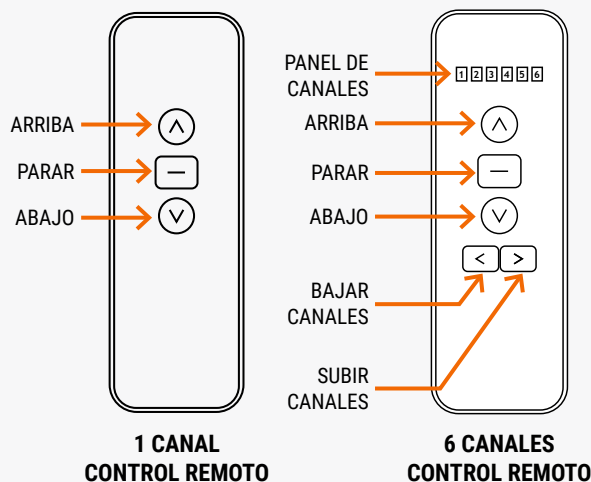 ARRIBA
PARAR
ABAJO
1 CANAL
CONTROL REMOTO
PANEL DE
CANALES
1 2 3 4 5 6
ARRIBA
PARAR
ABAJO
BAJAR
CANALES
SUBIR
CANALES
6 CANALES
CONTROL REMOTO